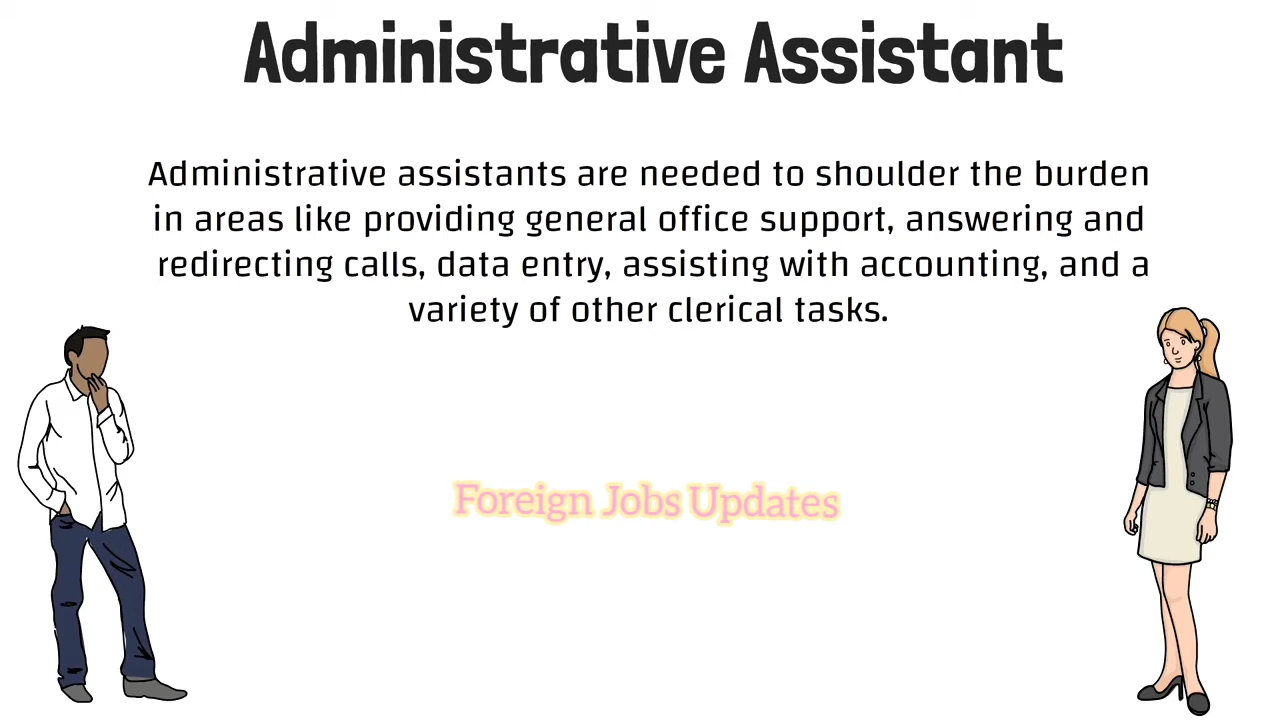 Administrative Assistant
Administrative assistants are needed to shoulder the burden
in areas like providing general office support, answering and
redirecting calls, data entry, assisting with accounting, and a
variety of other clerical tasks.
Foreign Jobs Updates